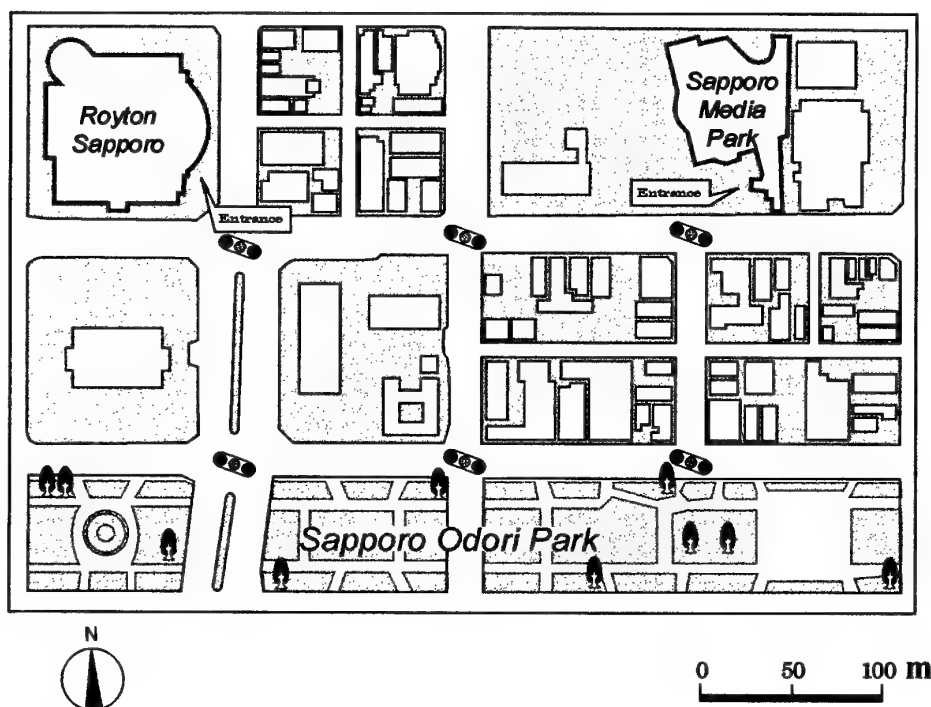 Royton
Sapporo
Sapporo
Media
Park
Entrance
Entrance
Sapporo Odori Park
N
0 50 100 m